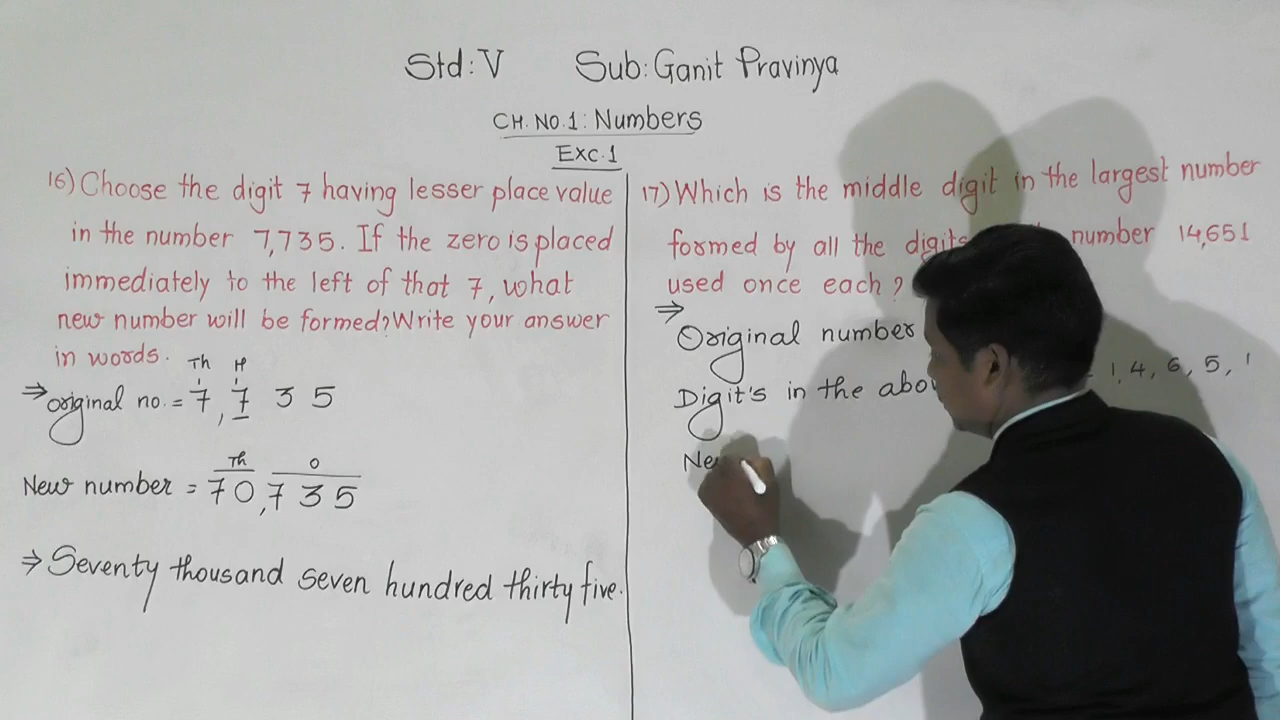 Std: V Sub: Ganit Pravinya
CH. NO. 1: Numbers
Exc. 1
16) Choose the digit 7 having lesser place value
in the number 7,735. If the zero is placed
immediately to the left of that 7, what
new number will be formed? Write your answer
in words.
Th H
⇒ original no. = 7,7 3 5
Th O
New number = 70,735
⇒ Seventy thousand seven hundred thirty five.
17) Which is the middle digit in the largest number
formed by all the digits number 14,651
used once each?
⇒
Original number
Digit's in the 1, 4, 6, 5, 1